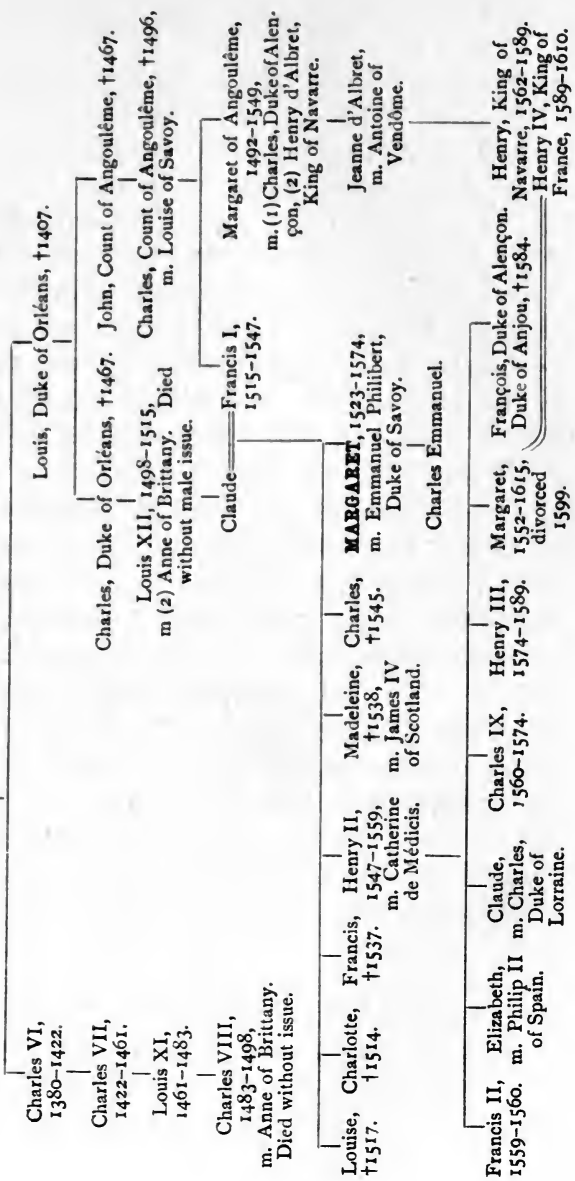 Louis, Duke of Orléans, †1407.
Charles VI,
1380–1422.
Charles VII,
1422–1461.
Louis XI,
1461–1483.
Charles VIII,
1483–1498,
m. Anne of Brittany.
Died without issue.
Charles, Duke of Orléans, †1467.
Louis XII, 1498–1515,
m (2) Anne of Brittany. Died
without male issue.
John, Count of Angoulême, †1467.
Charles, Count of Angoulême, †1496,
m. Louise of Savoy.
Claude
Francis I,
1515–1547.
Margaret of Angoulême,
1492–1549,
m. (1) Charles, Duke of Alen-
çon, (2) Henry d'Albret,
King of Navarre.
Louise,
†1517.
Charlotte,
†1514.
Francis,
†1537.
Henry II,
1547–1559,
m. Catherine
de Médicis.
Madeleine,
†1538,
m. James IV
of Scotland.
Charles,
†1545.
MARGARET, 1523–1574,
m. Emmanuel Philibert,
Duke of Savoy.
Charles Emmanuel.
Jeanne d'Albret,
m. Antoine of
Vendôme.
Francis II,
1559–1560.
Elizabeth,
m. Philip II
of Spain.
Claude,
m. Charles,
Duke of
Lorraine.
Charles IX,
1560–1574.
Henry III,
1574–1589.
Margaret,
1552–1615,
divorced
1599.
François, Duke of Alençon.
Duke of Anjou, †1584.
Henry, King of
Navarre, 1562–1589.
Henry IV, King of
France, 1589–1610.